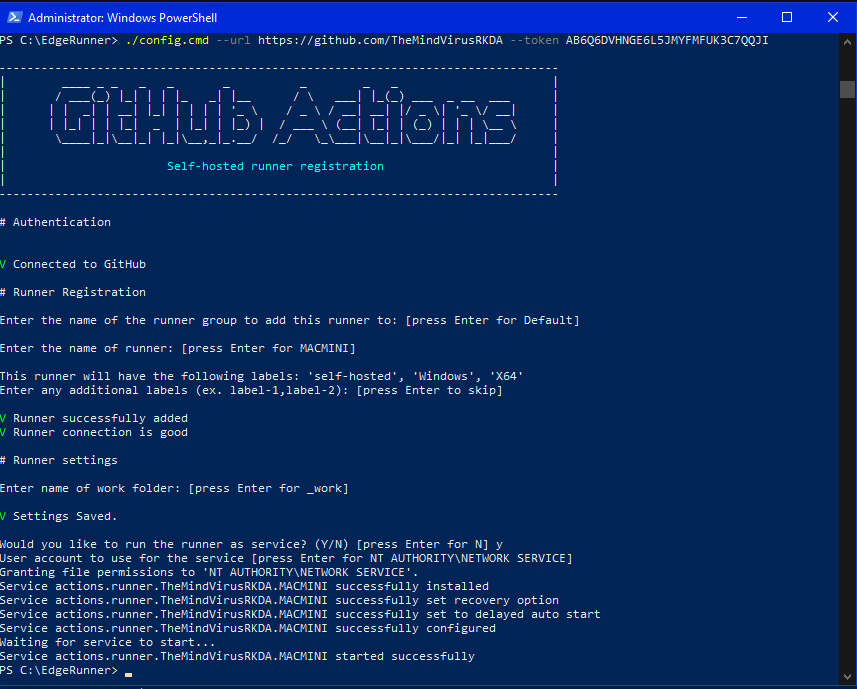 Administrator: Windows PowerShell
PS C:\EdgeRunner> ./config.cmd --url https://github.com/TheMindVirusRKDA --token AB6Q6DVHNGE6L5JMYFMFUK3C7QQJI
GitHub Actions
Self-hosted runner registration
# Authentication
√ Connected to GitHub
# Runner Registration
Enter the name of the runner group to add this runner to: [press Enter for Default]
Enter the name of runner: [press Enter for MACMINI]
This runner will have the following labels: 'self-hosted', 'Windows', 'X64'
Enter any additional labels (ex. label-1,label-2): [press Enter to skip]
√ Runner successfully added
√ Runner connection is good
# Runner settings
Enter name of work folder: [press Enter for _work]
√ Settings Saved.
Would you like to run the runner as service? (Y/N) [press Enter for N] y
User account to use for the service [press Enter for NT AUTHORITY\NETWORK SERVICE]
Granting file permissions to 'NT AUTHORITY\NETWORK SERVICE'.
Service actions.runner.TheMindVirusRKDA.MACMINI successfully installed
Service actions.runner.TheMindVirusRKDA.MACMINI successfully set recovery option
Service actions.runner.TheMindVirusRKDA.MACMINI successfully set to delayed auto start
Service actions.runner.TheMindVirusRKDA.MACMINI successfully configured
Waiting for service to start...
Service actions.runner.TheMindVirusRKDA.MACMINI started successfully
PS C:\EdgeRunner>